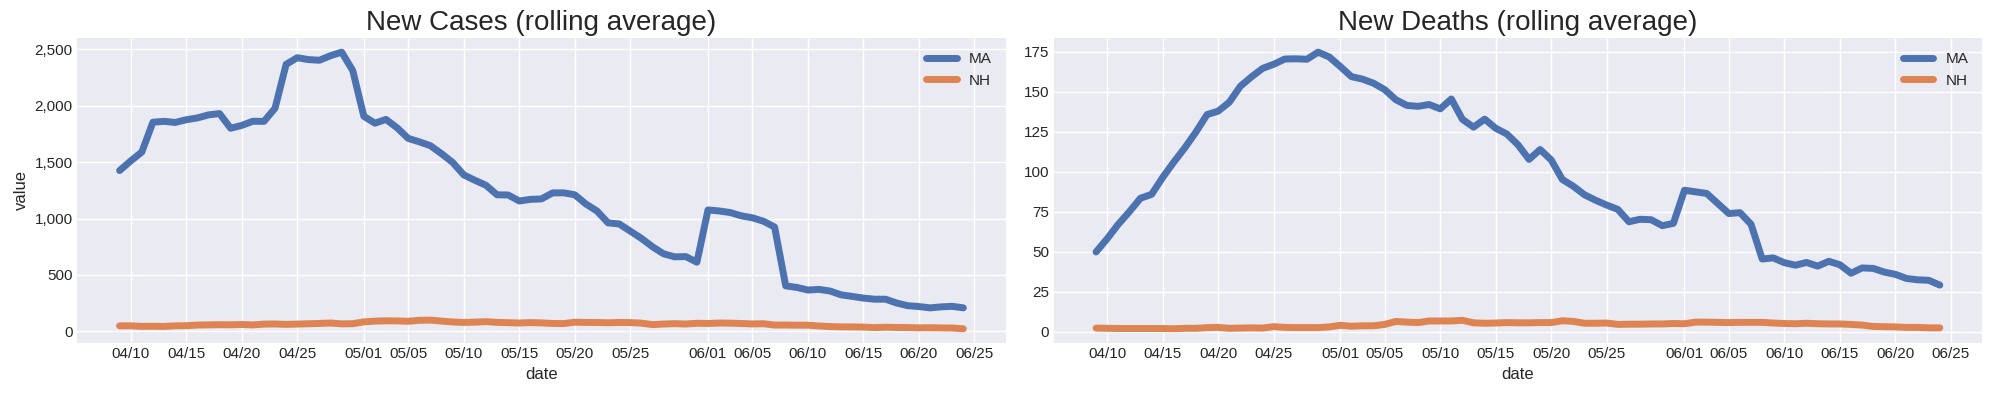 New Cases (rolling average)
2,500
2,000
1,500
1,000
500
0
value
MA
NH
04/10 04/15 04/20 04/25 05/01 05/05 05/10 05/15 05/20 05/25 06/01 06/05 06/10 06/15 06/20 06/25
date
New Deaths (rolling average)
175
150
125
100
75
50
25
0
MA
NH
04/10 04/15 04/20 04/25 05/01 05/05 05/10 05/15 05/20 05/25 06/01 06/05 06/10 06/15 06/20 06/25
date